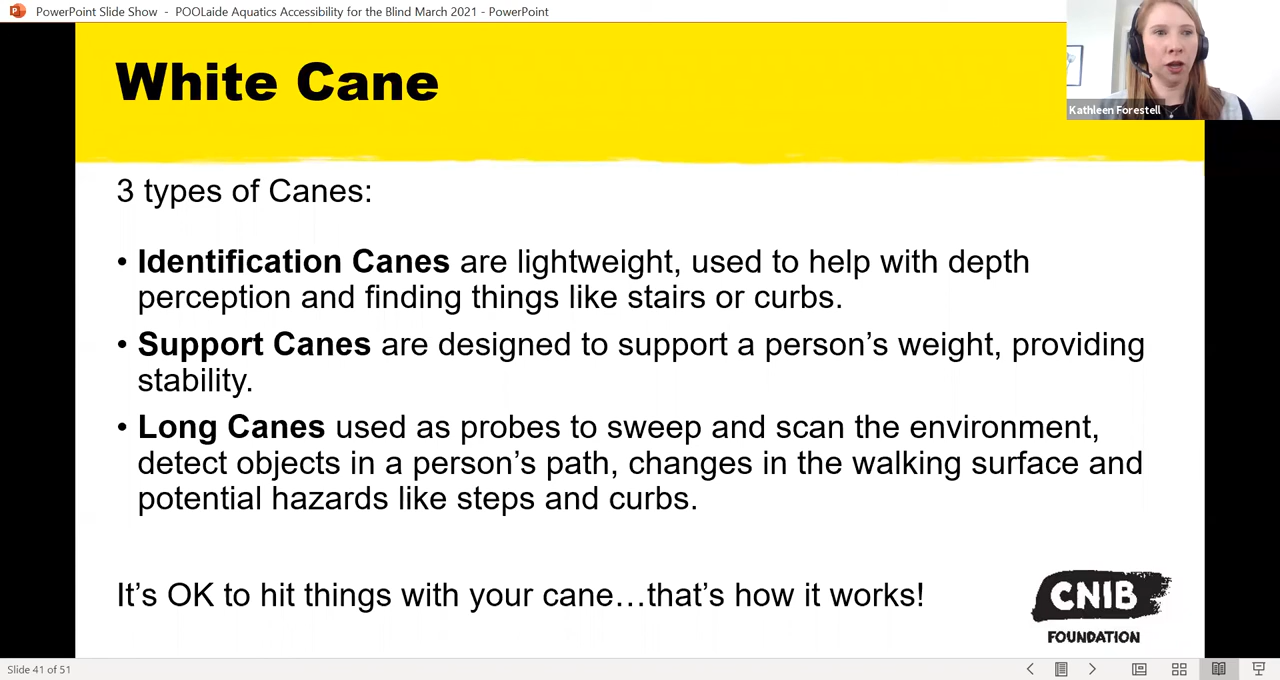 PowerPoint Slide Show - POOLaide Aquatics Accessibility for the Blind March 2021 - PowerPoint
White Cane
Kathleen Forestell
3 types of Canes:
• Identification Canes are lightweight, used to help with depth
perception and finding things like stairs or curbs.
• Support Canes are designed to support a person’s weight, providing
stability.
• Long Canes used as probes to sweep and scan the environment,
detect objects in a person’s path, changes in the walking surface and
potential hazards like steps and curbs.
It’s OK to hit things with your cane…that’s how it works!
CNIB
FOUNDATION
Slide 41 of 51